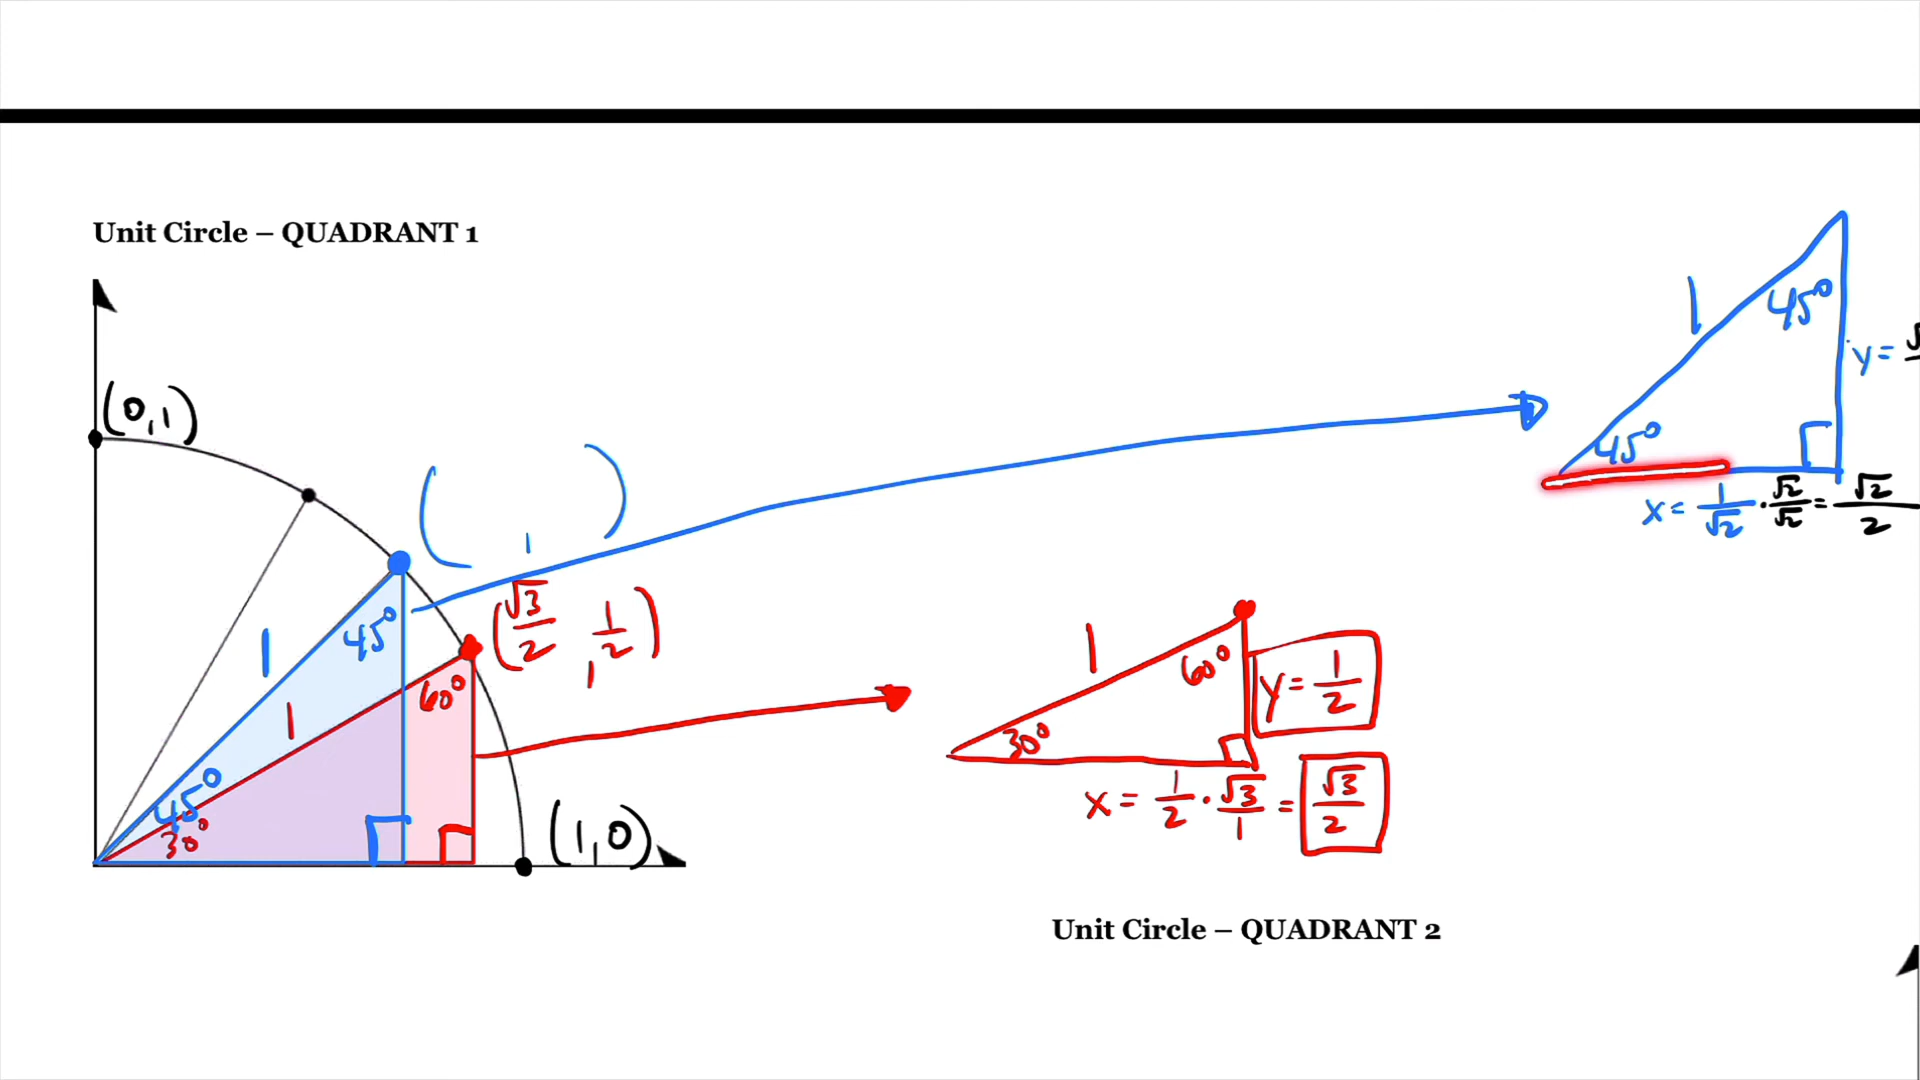 Unit Circle – QUADRANT 1
(0,1)
( , )
1
45°
45°
1
60°
30°
(√3/2, 1/2)
(1,0)
1
45°
45°
y = √
x = 1/√2 · √2/√2 = √2/2
1
60°
30°
y = 1/2
x = 1/2 · √3/1 = √3/2
Unit Circle – QUADRANT 2